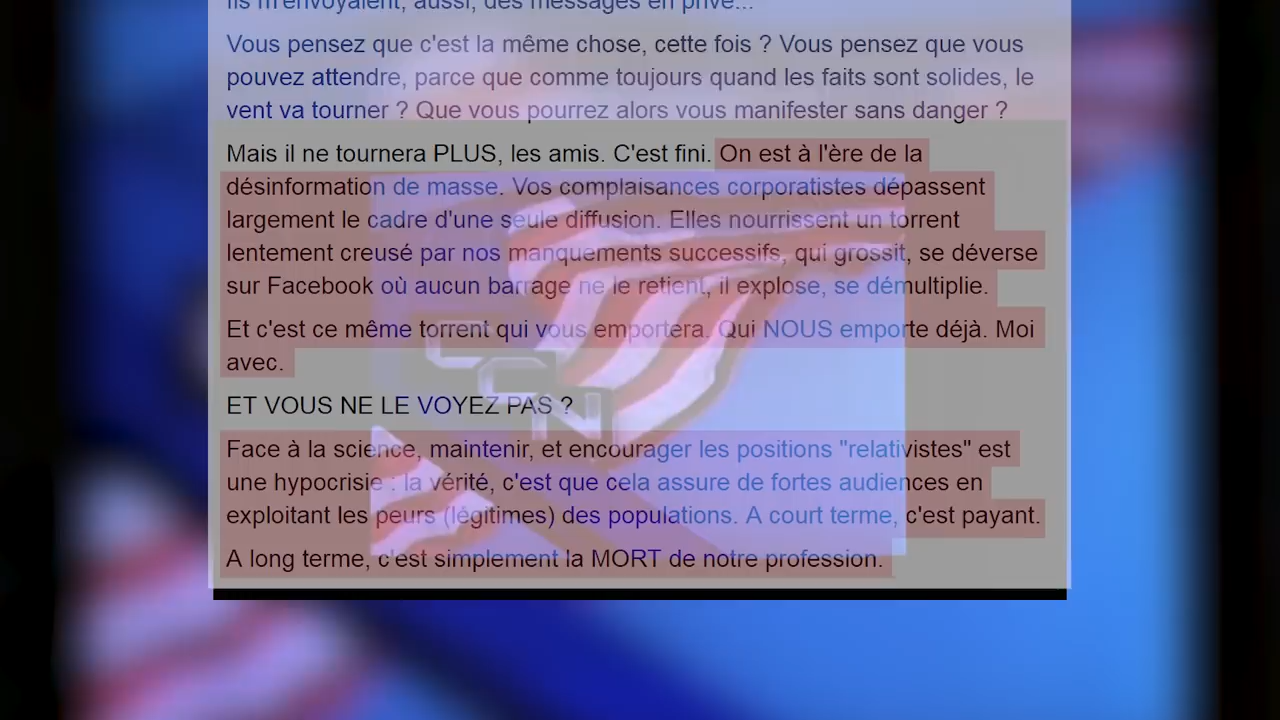 Ils m'envoyaient, aussi, des messages en privé...
Vous pensez que c'est la même chose, cette fois ? Vous pensez que vous
pouvez attendre, parce que comme toujours quand les faits sont solides, le
vent va tourner ? Que vous pourrez alors vous manifester sans danger ?
Mais il ne tournera PLUS, les amis. C'est fini. On est à l'ère de la
désinformation de masse. Vos complaisances corporatistes dépassent
largement le cadre d'une seule diffusion. Elles nourrissent un torrent
lentement creusé par nos manquements successifs, qui grossit, se déverse
sur Facebook où aucun barrage ne le retient, il explose, se démultiplie.
Et c'est ce même torrent qui vous emportera. Qui NOUS emporte déjà. Moi
avec.
ET VOUS NE LE VOYEZ PAS ?
Face à la science, maintenir, et encourager les positions "relativistes" est
une hypocrisie : la vérité, c'est que cela assure de fortes audiences en
exploitant les peurs (légitimes) des populations. A court terme, c'est payant.
A long terme, c'est simplement la MORT de notre profession.